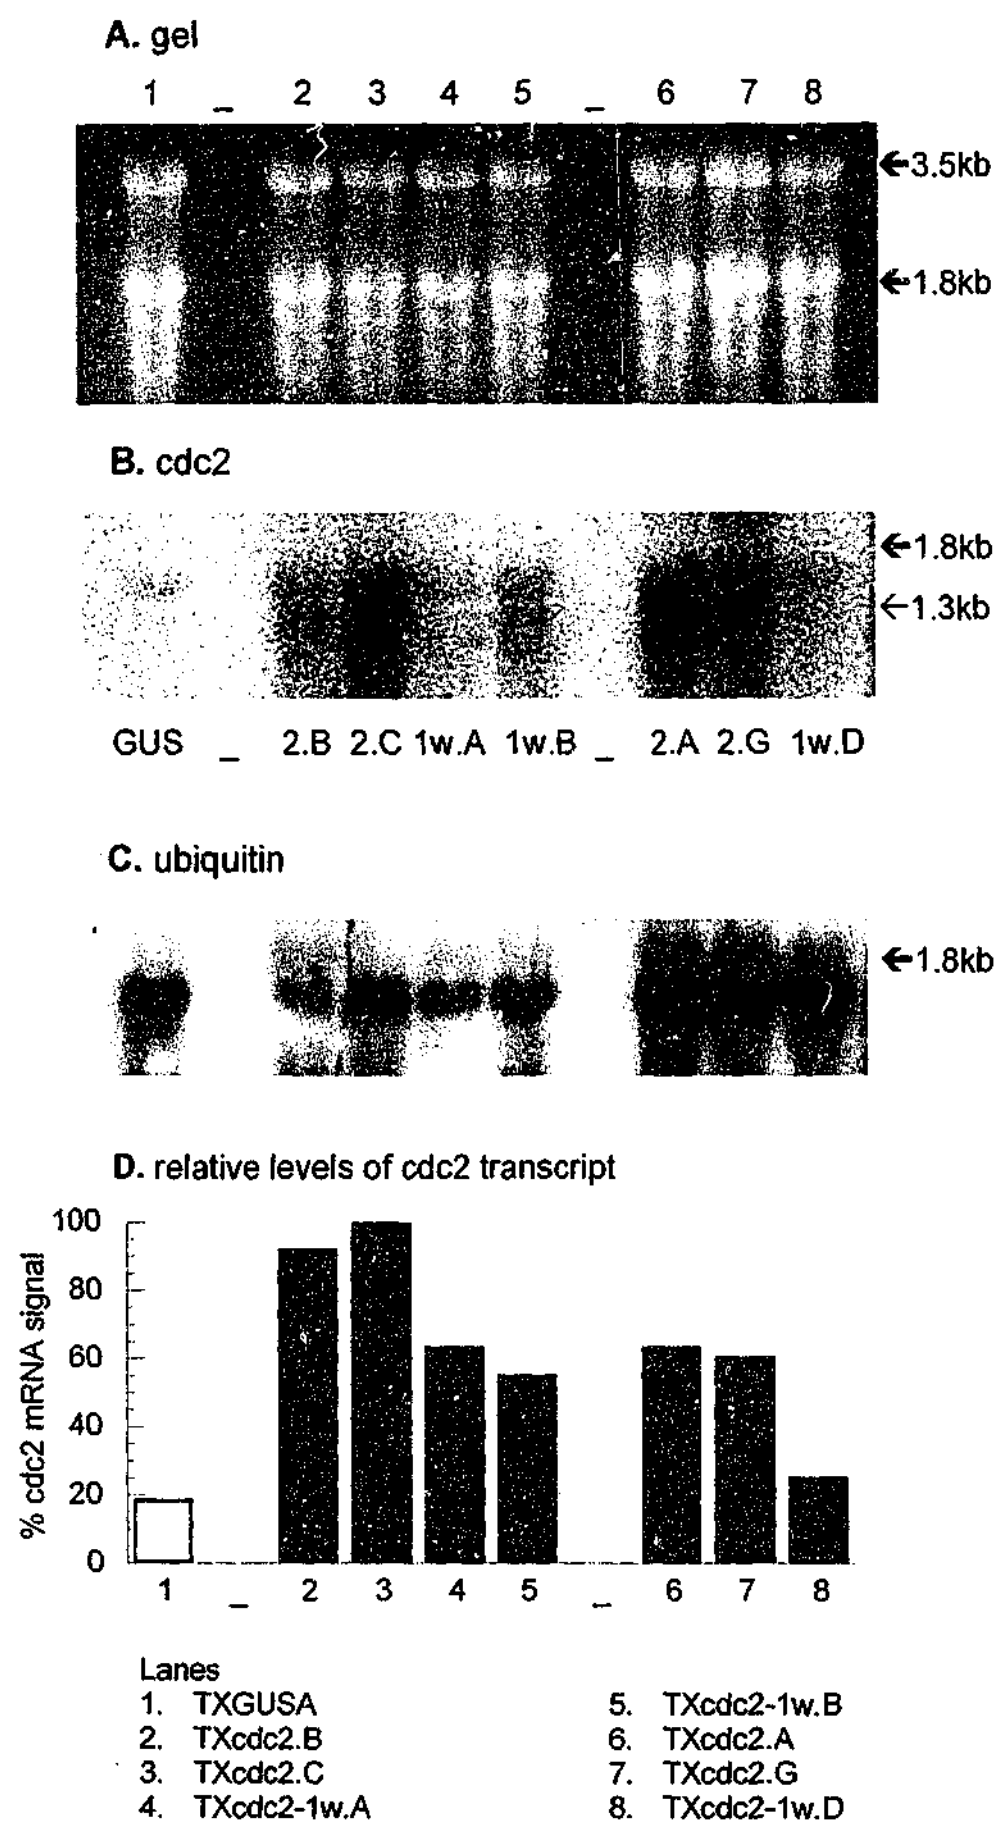 A. gel
1 _ 2 3 4 5 _ 6 7 8
←3.5kb
←1.8kb
B. cdc2
←1.8kb
←1.3kb
GUS _ 2.B 2.C 1w.A 1w.B _ 2.A 2.G 1w.D
C. ubiquitin
←1.8kb
D. relative levels of cdc2 transcript
% cdc2 mRNA signal
100
80
60
40
20
0
1 _ 2 3 4 5 _ 6 7 8
Lanes
1. TXGUSA
2. TXcdc2.B
3. TXcdc2.C
4. TXcdc2-1w.A
5. TXcdc2-1w.B
6. TXcdc2.A
7. TXcdc2.G
8. TXcdc2-1w.D